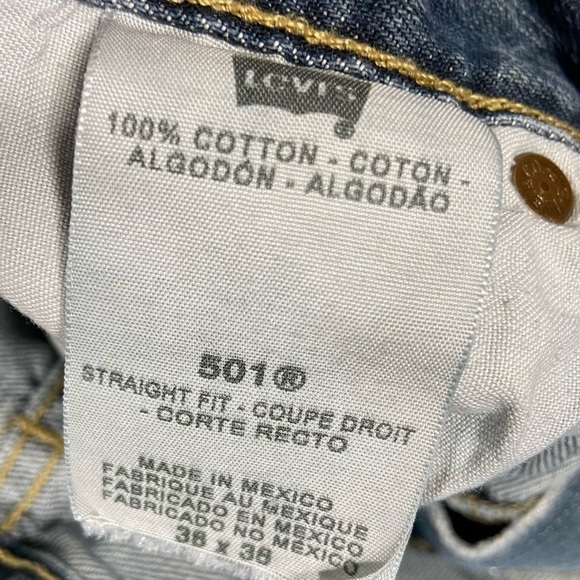 Levi's
®
100% COTTON - COTON -
ALGODÓN - ALGODÃO
501®
STRAIGHT FIT - COUPE DROIT
- CORTE RECTO
MADE IN MEXICO
FABRIQUE AU MEXIQUE
FABRICADO EN MEXICO
FABRICADO NO MEXICO
36 x 36